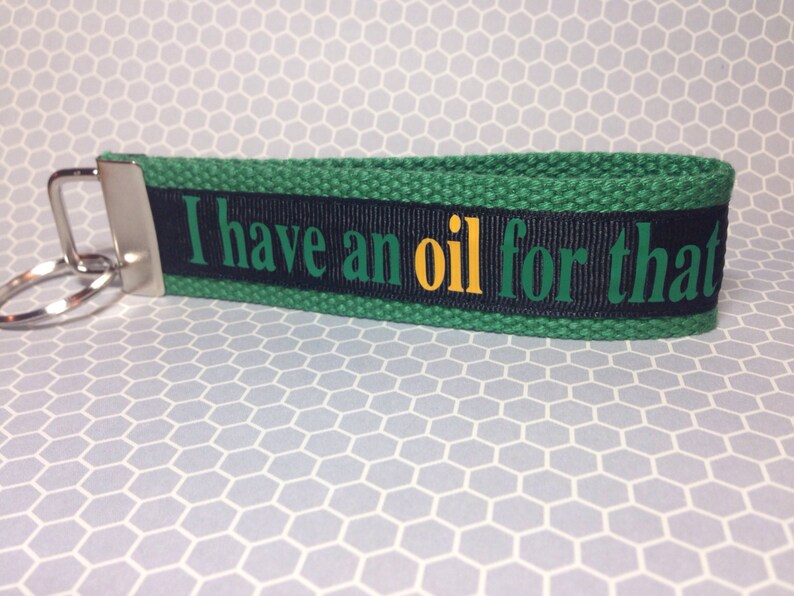 I have an oil for that